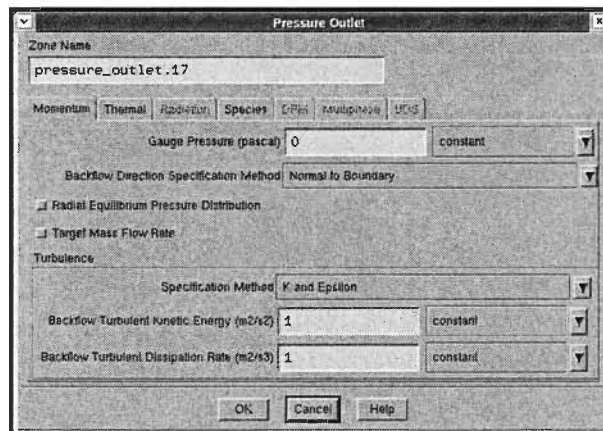 Pressure Outlet
Zone Name
pressure_outlet.17
Momentum Thermal Radiation Species DPM Multiphase UDS
Gauge Pressure (pascal) 0 constant
Backflow Direction Specification Method Normal to Boundary
Radial Equilibrium Pressure Distribution
Target Mass Flow Rate
Turbulence
Specification Method K and Epsilon
Backflow Turbulent Kinetic Energy (m2/s2) 1 constant
Backflow Turbulent Dissipation Rate (m2/s3) 1 constant
OK Cancel Help